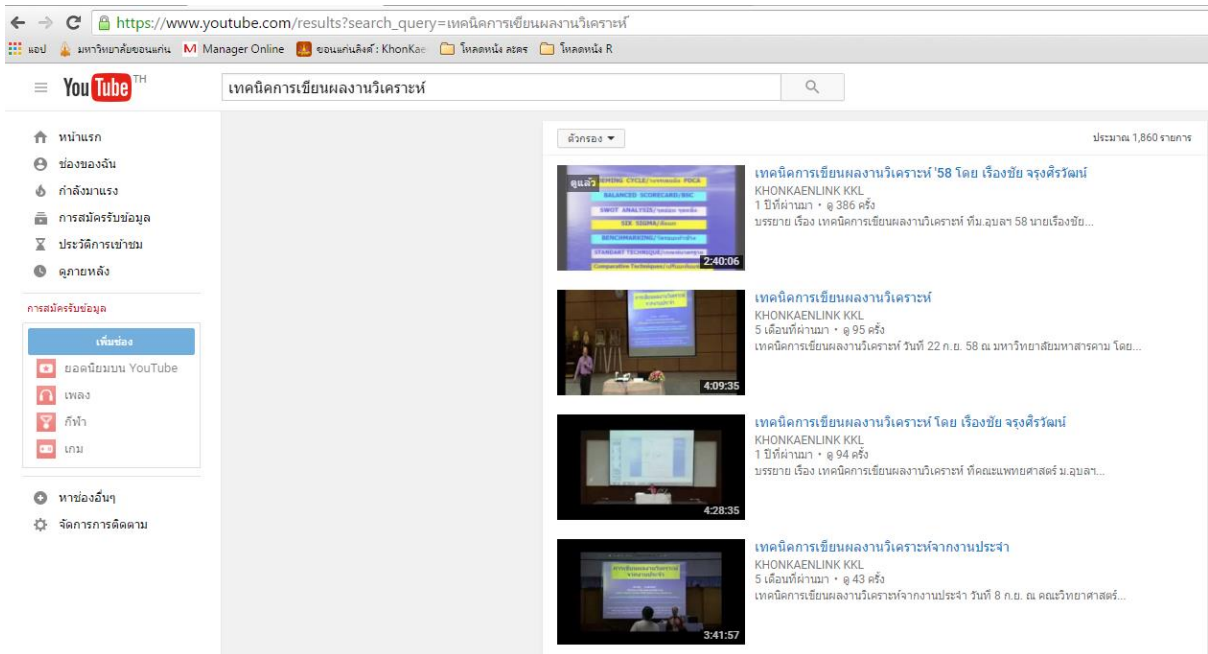 https://www.youtube.com/results?search_query=เทคนิคการเขียนผลงานวิเคราะห์
แอป มหาวิทยาลัยขอนแก่น Manager Online ขอนแก่นลิงค์ : KhonKae โหลดหนัง ละคร โหลดหนัง R
YouTube TH
เทคนิคการเขียนผลงานวิเคราะห์
หน้าแรก
ช่องของฉัน
กำลังมาแรง
การสมัครรับข้อมูล
ประวัติการเข้าชม
ดูภายหลัง
การสมัครรับข้อมูล
เพิ่มช่อง
ยอดนิยมบน YouTube
เพลง
กีฬา
เกม
หาช่องอื่นๆ
จัดการการติดตาม
ตัวกรอง
ประมาณ 1,860 รายการ
ดูแล้ว
BALANCED SCORECARD/BSC
SWOT ANALYSIS/
SIX SIGMA/
BENCHMARKING/
STANDART TECHNIQUE/
Comparative Techniques/
2:40:06
เทคนิคการเขียนผลงานวิเคราะห์ '58 โดย เรืองชัย จรุงศิรวัฒน์
KHONKAENLINK KKL
1 ปีที่ผ่านมา • ดู 386 ครั้ง
บรรยาย เรื่อง เทคนิคการเขียนผลงานวิเคราะห์ ที่ม.อุบลฯ 58 นายเรืองชัย...
4:09:35
เทคนิคการเขียนผลงานวิเคราะห์
KHONKAENLINK KKL
5 เดือนที่ผ่านมา • ดู 95 ครั้ง
เทคนิคการเขียนผลงานวิเคราะห์ วันที่ 22 ก.ย. 58 ณ มหาวิทยาลัยมหาสารคาม โดย...
4:28:35
เทคนิคการเขียนผลงานวิเคราะห์ โดย เรืองชัย จรุงศิรวัฒน์
KHONKAENLINK KKL
1 ปีที่ผ่านมา • ดู 94 ครั้ง
บรรยาย เรื่อง เทคนิคการเขียนผลงานวิเคราะห์ ที่คณะแพทยศาสตร์ ม.อุบลฯ...
3:41:57
เทคนิคการเขียนผลงานวิเคราะห์จากงานประจำ
KHONKAENLINK KKL
5 เดือนที่ผ่านมา • ดู 43 ครั้ง
เทคนิคการเขียนผลงานวิเคราะห์จากงานประจำ วันที่ 8 ก.ย. ณ คณะวิทยาศาสตร์...